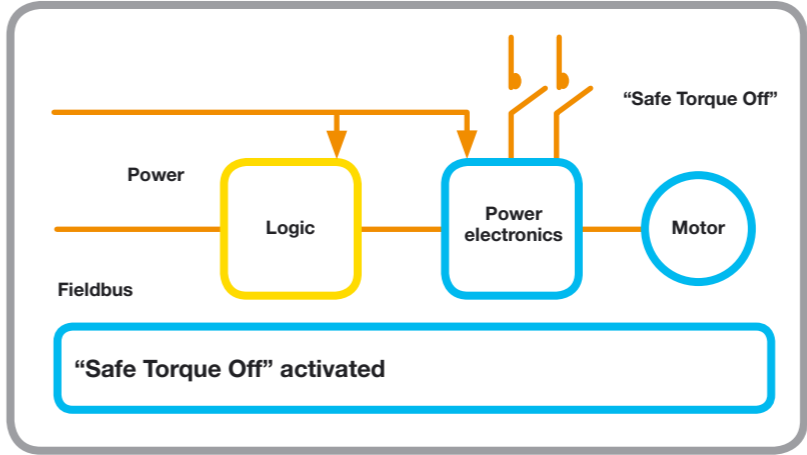 “Safe Torque Off”
Power
Logic
Power
electronics
Motor
Fieldbus
“Safe Torque Off” activated